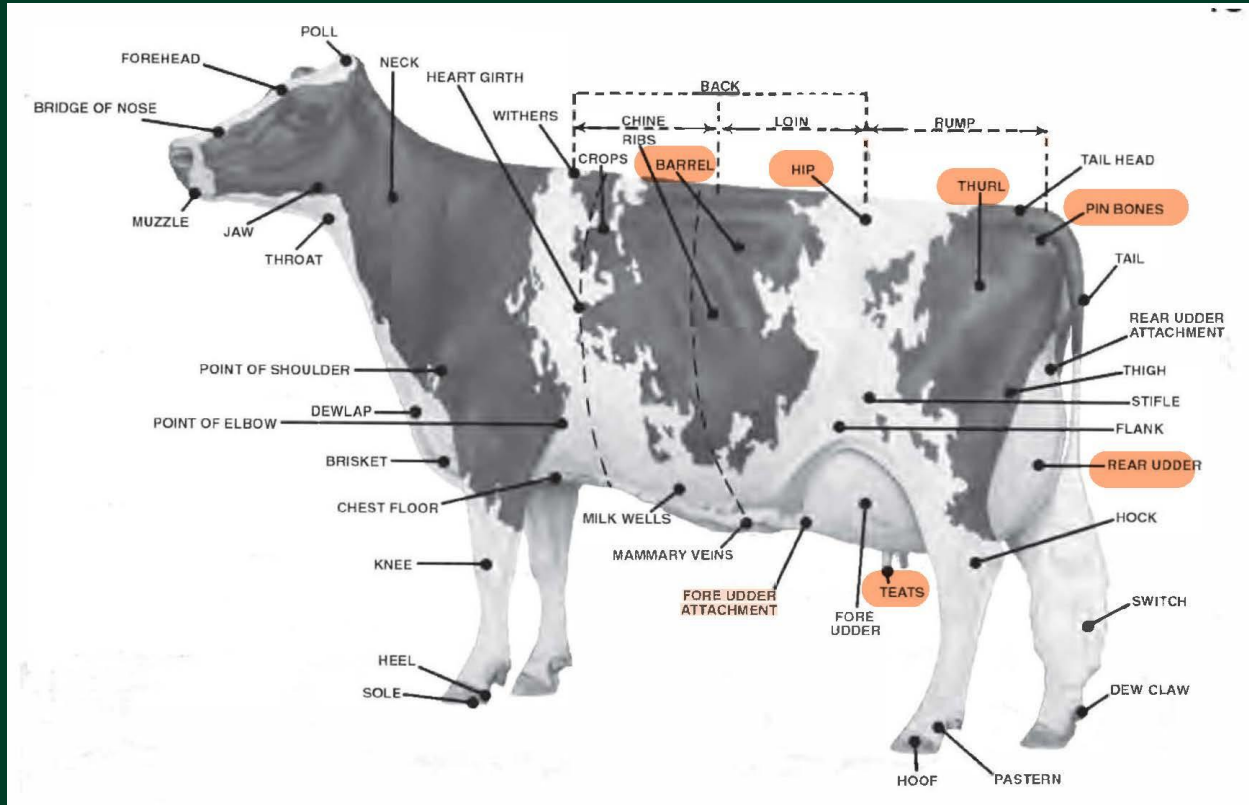 POLL
FOREHEAD
NECK
HEART GIRTH
BRIDGE OF NOSE
WITHERS
BACK
CHINE
LOIN
RUMP
RIBS
CROPS
BARREL
HIP
THURL
TAIL HEAD
PIN BONES
MUZZLE
JAW
THROAT
TAIL
REAR UDDER
ATTACHMENT
POINT OF SHOULDER
THIGH
DEWLAP
STIFLE
POINT OF ELBOW
FLANK
BRISKET
REAR UDDER
CHEST FLOOR
MILK WELLS
HOCK
MAMMARY VEINS
KNEE
FORE UDDER
ATTACHMENT
TEATS
FORE
UDDER
SWITCH
HEEL
SOLE
DEW CLAW
HOOF
PASTERN